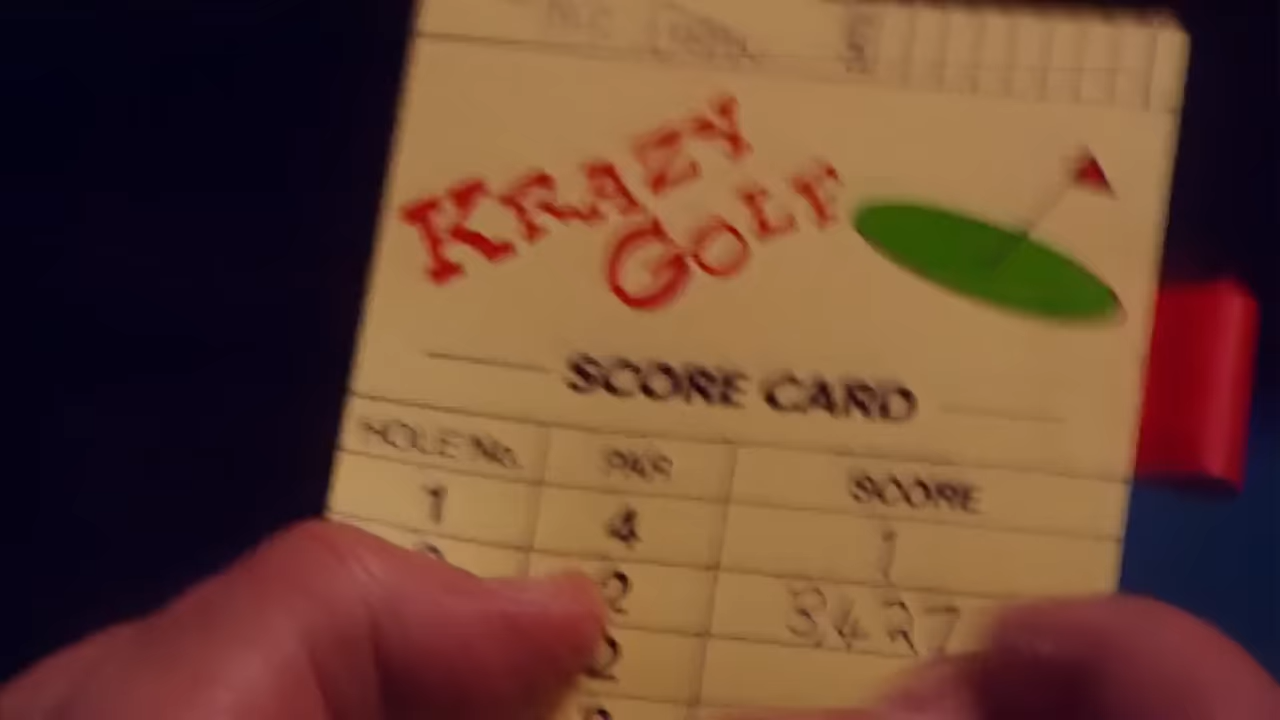 KRAZY
GOLF
SCORE CARD
HOLE No. PAR SCORE
1 4 1
2 3427
2